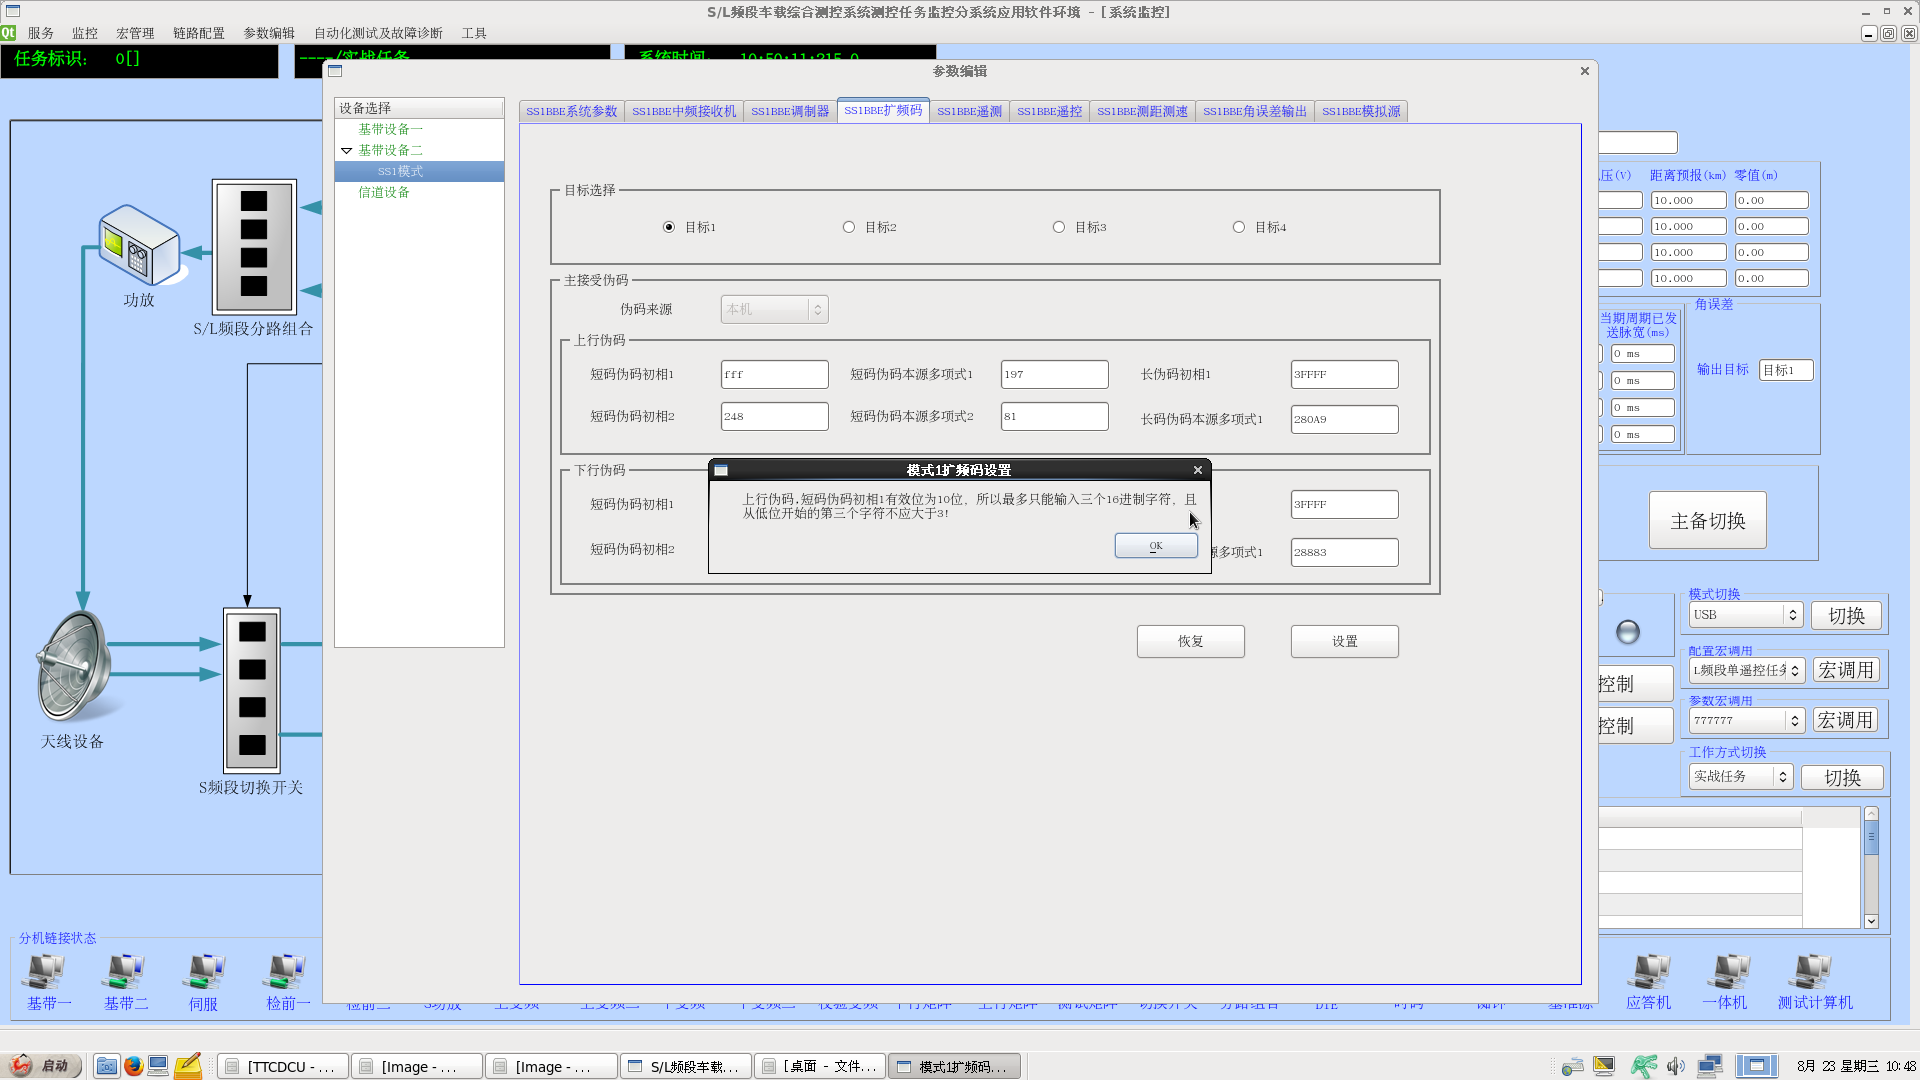 S/L频段车载综合测控系统测控任务监控分系统应用软件环境 - [系统监控]
服务 监控 宏管理 链路配置 参数编辑 自动化测试及故障诊断 工具
任务标识: 0[]
----/实战任务
系统时间: 10:50:11:215.0
参数编辑
设备选择
基带设备一
基带设备二
SS1模式
信道设备
SS1BBE系统参数 SS1BBE中频接收机 SS1BBE调制器 SS1BBE扩频码 SS1BBE遥测 SS1BBE遥控 SS1BBE测距测速 SS1BBE角误差输出 SS1BBE模拟源
目标选择
目标1 目标2 目标3 目标4
主接受伪码
伪码来源 本机
上行伪码
短码伪码初相1 fff 短码伪码本源多项式1 197 长伪码初相1 3FFFF
短码伪码初相2 248 短码伪码本源多项式2 81 长码伪码本源多项式1 280A9
下行伪码
短码伪码初相1 3FFFF
短码伪码初相2 源多项式1 28883
模式1扩频码设置
上行伪码,短码伪码初相1有效位为10位, 所以最多只能输入三个16进制字符, 且
从低位开始的第三个字符不应大于3!
OK
恢复 设置
功放
S/L频段分路组合
天线设备
S频段切换开关
压(V) 距离预报(km) 零值(m)
10.000 0.00
10.000 0.00
10.000 0.00
10.000 0.00
当期周期已发
送脉宽(ms)
0 ms
0 ms
0 ms
0 ms
角误差
输出目标 目标1
主备切换
模式切换
USB 切换
配置宏调用
L频段单遥控任务 宏调用
控制
参数宏调用
777777 宏调用
控制
工作方式切换
实战任务 切换
分机链接状态
基带一 基带二 伺服 检前一 应答机 一体机 测试计算机
启动 [TTCDCU - ... [Image - ... [Image - ... S/L频段车载... [桌面 - 文件... 模式1扩频码... 8月 23 星期三 10:48